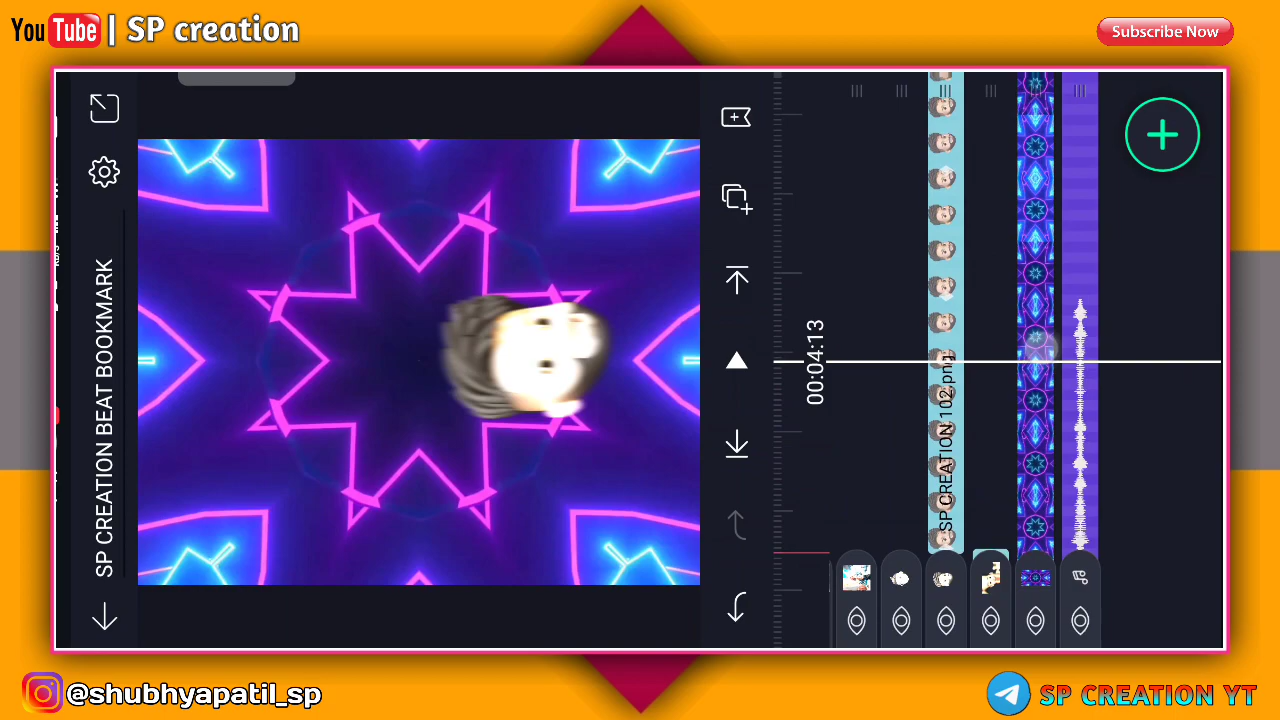 YouTube | SP creation
Subscribe Now
SP CREATION BEAT BOOKMARK
00:04:13
SP CREATION 02.png
@shubhyapatil_sp
SP CREATION YT